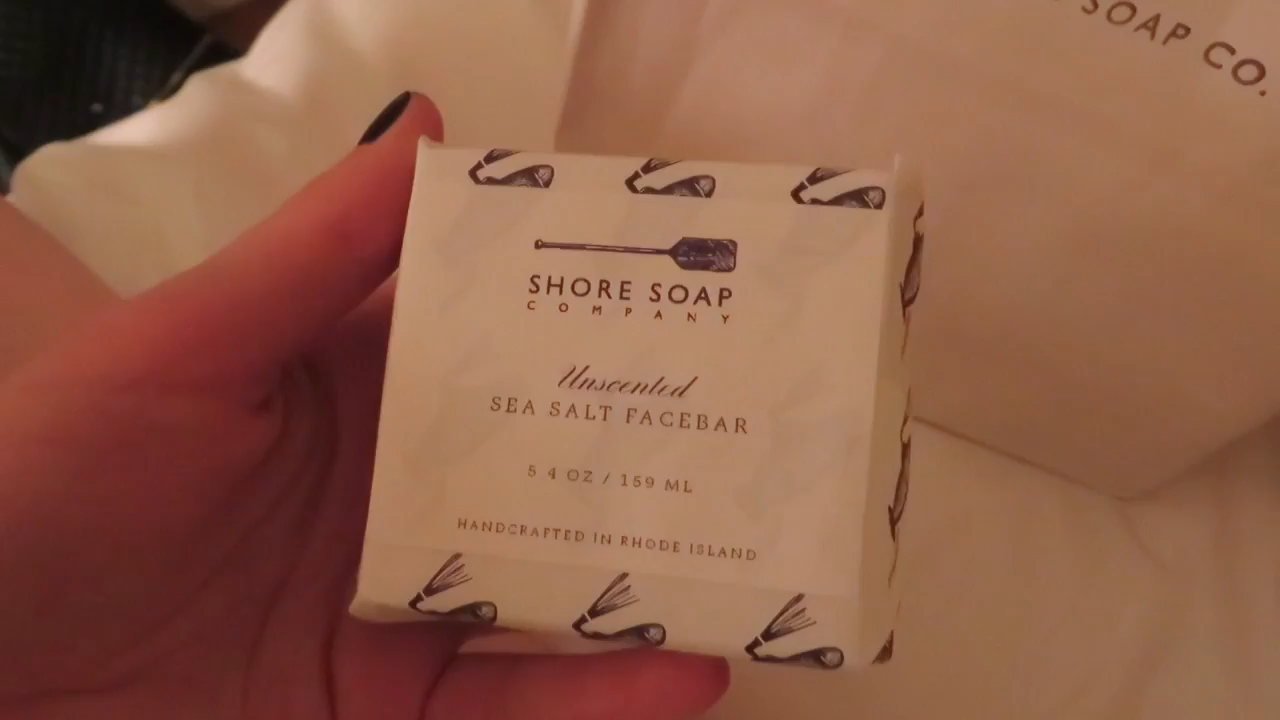 SOAP CO.
SHORE SOAP
COMPANY
Unscented
SEA SALT FACEBAR
5 4 OZ / 159 ML
HANDCRAFTED IN RHODE ISLAND